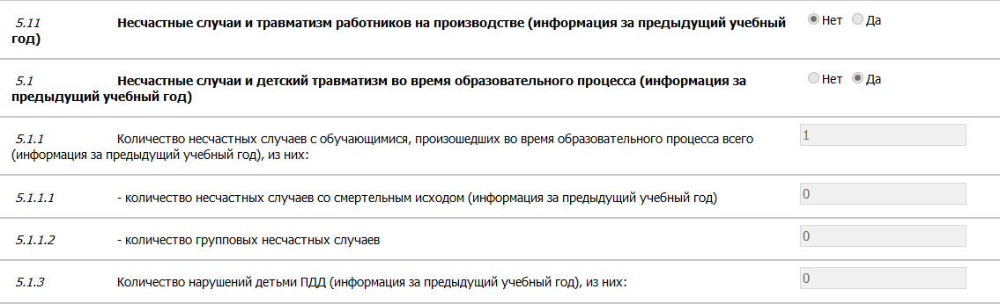 5.11 Несчастные случаи и травматизм работников на производстве (информация за предыдущий учебный Нет Да
год)
5.1 Несчастные случаи и детский травматизм во время образовательного процесса (информация за Нет Да
предыдущий учебный год)
5.1.1 Количество несчастных случаев с обучающимися, произошедших во время образовательного процесса всего 1
(информация за предыдущий учебный год), из них:
5.1.1.1 - количество несчастных случаев со смертельным исходом (информация за предыдущий учебный год) 0
5.1.1.2 - количество групповых несчастных случаев 0
5.1.3 Количество нарушений детьми ПДД (информация за предыдущий учебный год), из них: 0